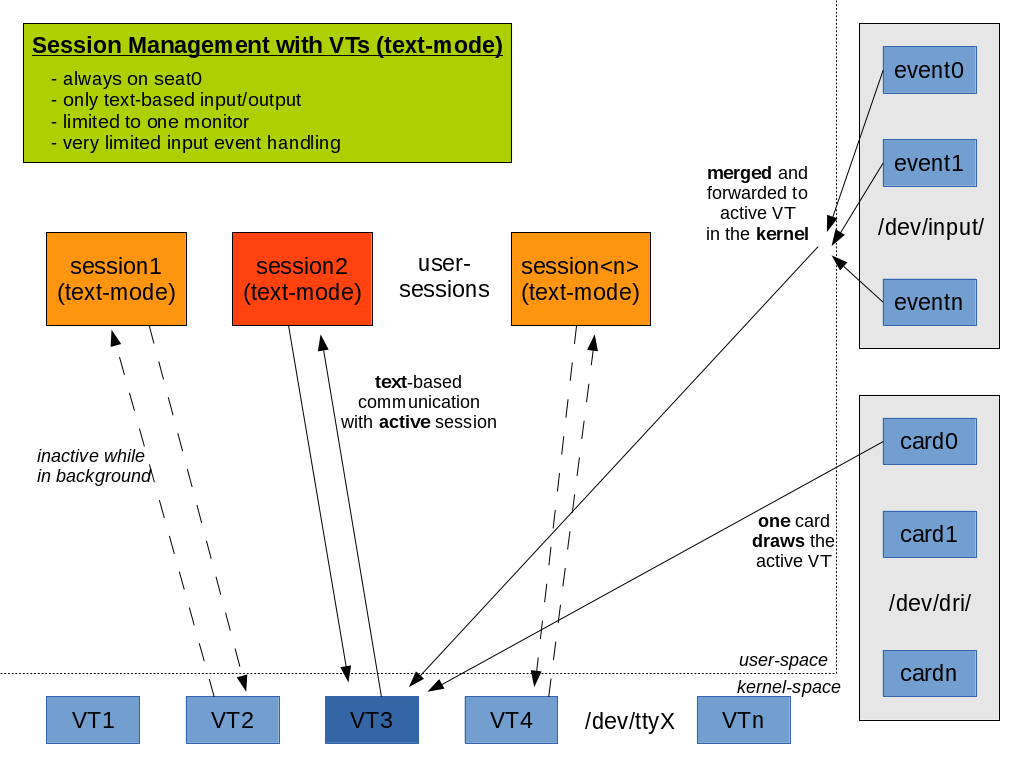 Session Management with VTs (text-mode)
- always on seat0
- only text-based input/output
- limited to one monitor
- very limited input event handling
event0
event1
/dev/input/
eventn
merged and
forwarded to
active VT
in the kernel
session1
(text-mode)
session2
(text-mode)
user-
sessions
session<n>
(text-mode)
text-based
communication
with active session
inactive while
in background
card0
card1
/dev/dri/
cardn
one card
draws the
active VT
user-space
kernel-space
VT1
VT2
VT3
VT4
/dev/ttyX
VTn